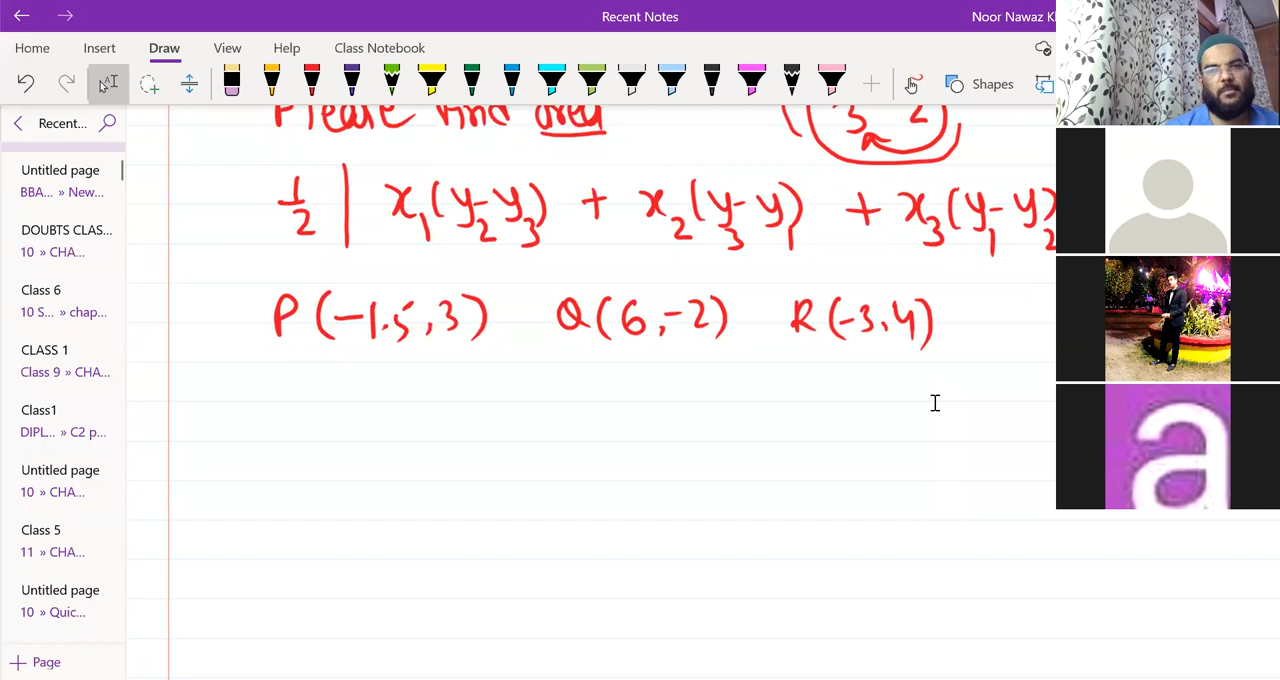 Recent Notes
Noor Nawaz
Home Insert Draw View Help Class Notebook
Shapes
Recent...
Untitled page
BBA... » New...
DOUBTS CLAS...
10 » CHA...
Class 6
10 S... » chap...
CLASS 1
Class 9 » CHA...
Class1
DIPL... » C2 p...
Untitled page
10 » CHA...
Class 5
11 » CHA...
Untitled page
10 » Quic...
Page
Please find area
3 2
1/2 | x₁(y₂-y₃) + x₂(y₃-y₁) + x₃(y₁-y₂)
P(-1.5,3) Q(6,-2) R(-3,4)
a